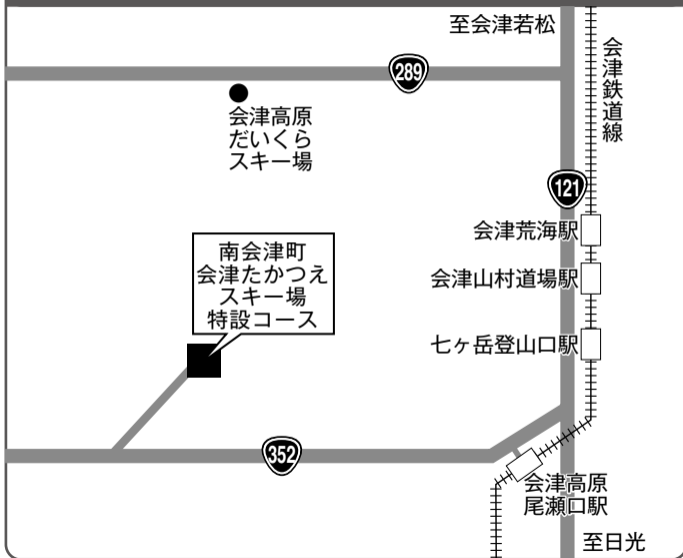 至会津若松
会津鉄道線
289
会津高原
だいくら
スキー場
121
会津荒海駅
南会津町
会津たかつえ
スキー場
特設コース
会津山村道場駅
七ヶ岳登山口駅
352
会津高原
尾瀬口駅
至日光